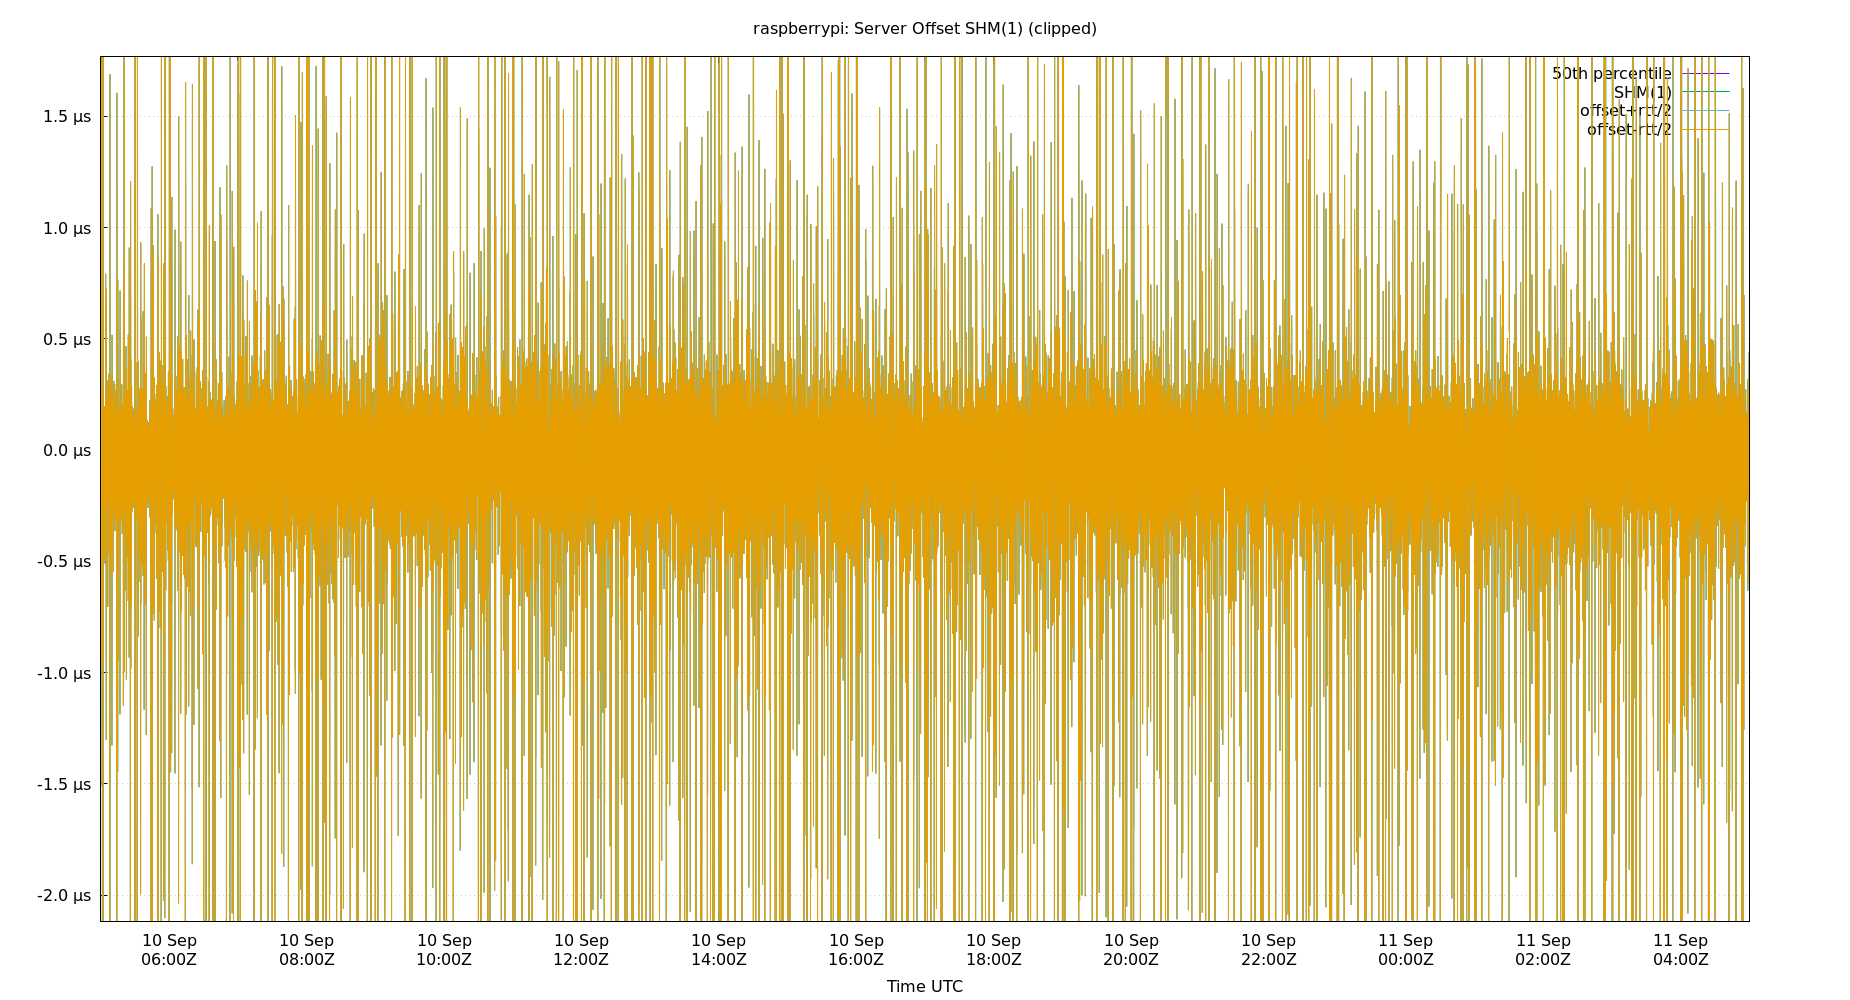 raspberrypi: Server Offset SHM(1) (clipped)
50th percentile
SHM(1)
offset+rtt/2
offset-rtt/2
1.5 µs
1.0 µs
0.5 µs
0.0 µs
-0.5 µs
-1.0 µs
-1.5 µs
-2.0 µs
10 Sep 10 Sep 10 Sep 10 Sep 10 Sep 10 Sep 10 Sep 10 Sep 10 Sep 11 Sep 11 Sep 11 Sep
06:00Z 08:00Z 10:00Z 12:00Z 14:00Z 16:00Z 18:00Z 20:00Z 22:00Z 00:00Z 02:00Z 04:00Z
Time UTC